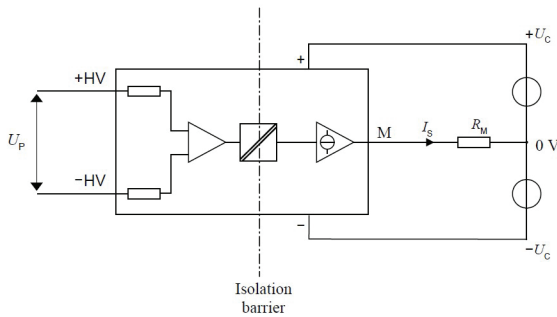 +U_C
+
+HV
U_P
M
I_S
R_M
0 V
−HV
−
−U_C
Isolation
barrier